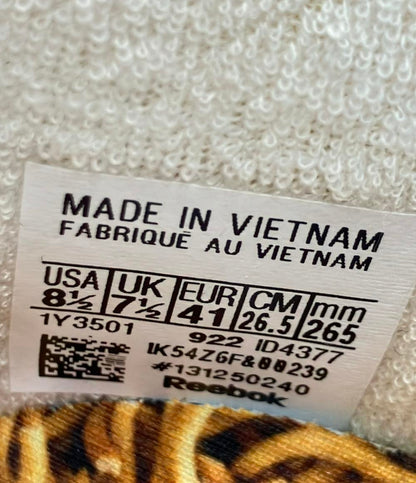 MADE IN VIETNAM
FABRIQUÉ AU VIETNAM
USA UK EUR CM mm
8½ 7½ 41 26.5 265
1Y3501 922 ID4377
IK54Z6F&00239
#131250240
Reebok